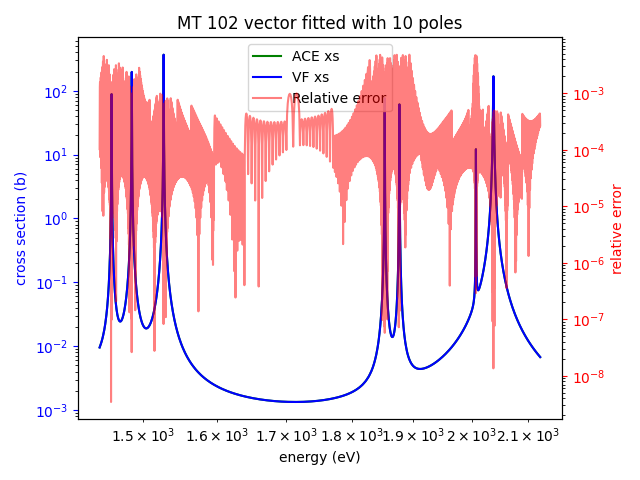 MT 102 vector fitted with 10 poles
ACE xs
VF xs
Relative error
cross section (b)
10²
10¹
10⁰
10⁻¹
10⁻²
10⁻³
relative error
10⁻³
10⁻⁴
10⁻⁵
10⁻⁶
10⁻⁷
10⁻⁸
1.5 × 10³ 1.6 × 10³ 1.7 × 10³ 1.8 × 10³ 1.9 × 10³ 2 × 10³ 2.1 × 10³
energy (eV)